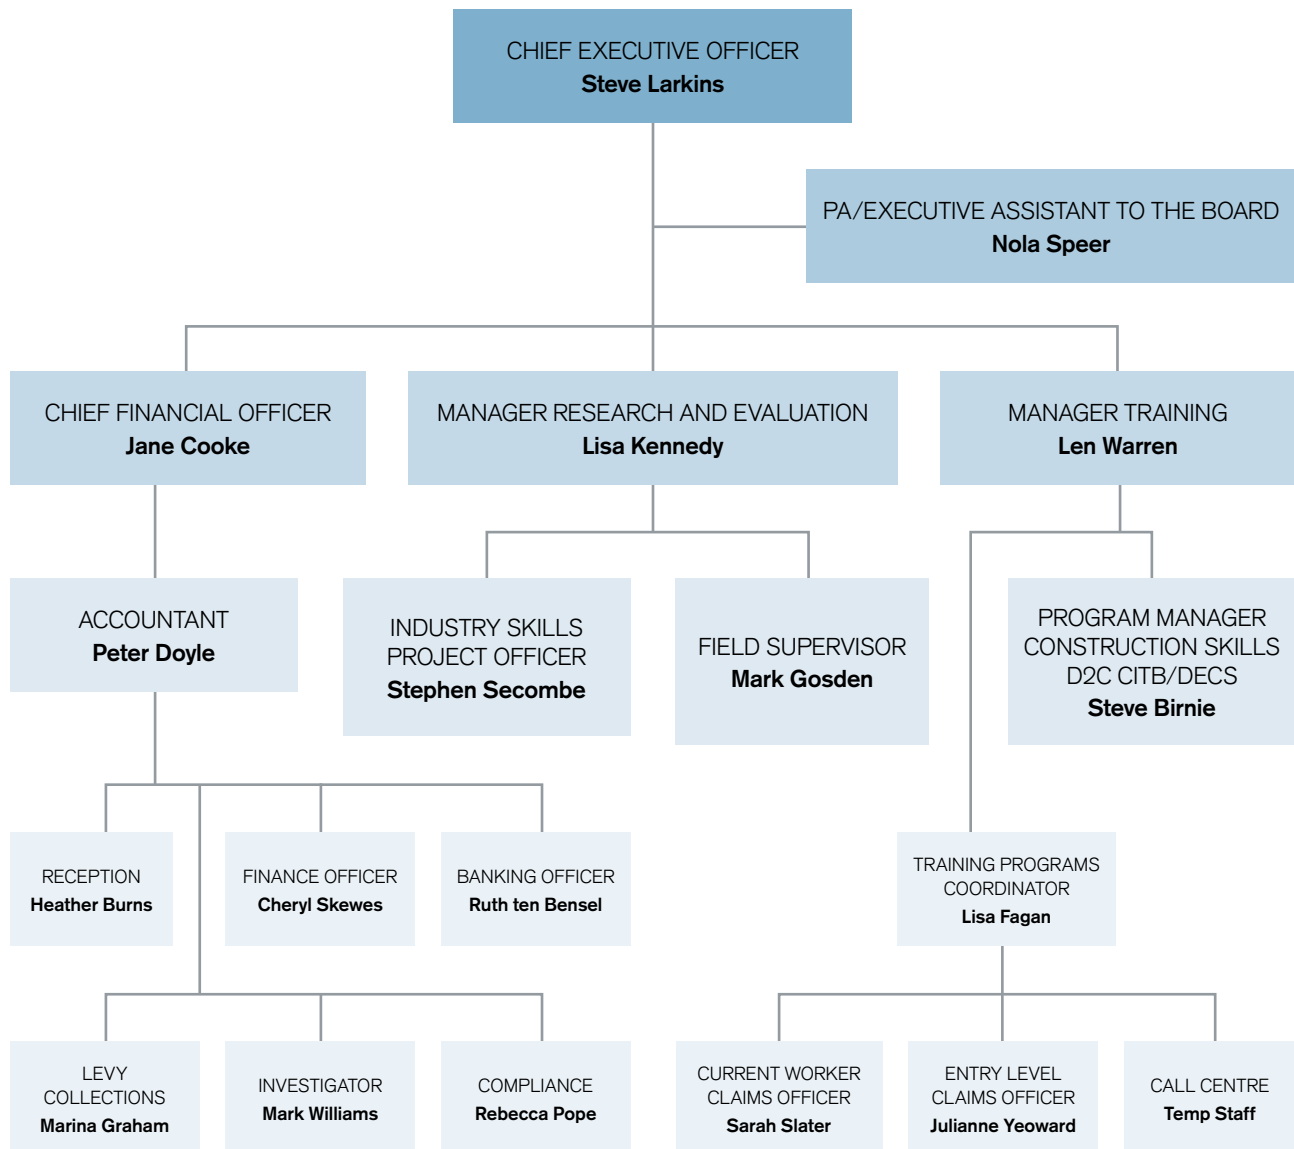 CHIEF EXECUTIVE OFFICER
Steve Larkins
PA/EXECUTIVE ASSISTANT TO THE BOARD
Nola Speer
CHIEF FINANCIAL OFFICER
Jane Cooke
MANAGER RESEARCH AND EVALUATION
Lisa Kennedy
MANAGER TRAINING
Len Warren
ACCOUNTANT
Peter Doyle
INDUSTRY SKILLS
PROJECT OFFICER
Stephen Secombe
FIELD SUPERVISOR
Mark Gosden
PROGRAM MANAGER
CONSTRUCTION SKILLS
D2C CITB/DECS
Steve Birnie
RECEPTION
Heather Burns
FINANCE OFFICER
Cheryl Skewes
BANKING OFFICER
Ruth ten Bensel
TRAINING PROGRAMS
COORDINATOR
Lisa Fagan
LEVY
COLLECTIONS
Marina Graham
INVESTIGATOR
Mark Williams
COMPLIANCE
Rebecca Pope
CURRENT WORKER
CLAIMS OFFICER
Sarah Slater
ENTRY LEVEL
CLAIMS OFFICER
Julianne Yeoward
CALL CENTRE
Temp Staff